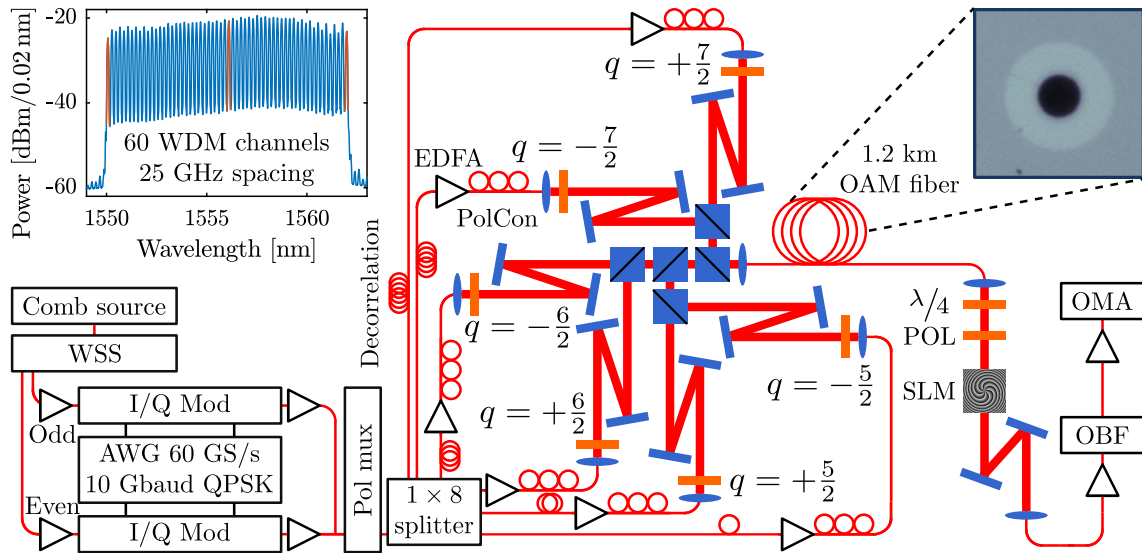 Power [dBm/0.02 nm]
-20
-40
-60
60 WDM channels
25 GHz spacing
1550
1555
1560
Wavelength [nm]
Comb source
WSS
Odd
I/Q Mod
AWG 60 GS/s
10 Gbaud QPSK
Even
I/Q Mod
Pol mux
Decorrelation
1 × 8
splitter
EDFA
PolCon
q = +7/2
q = −7/2
q = −6/2
q = +6/2
q = −5/2
q = +5/2
1.2 km
OAM fiber
λ/4
POL
SLM
OMA
OBF